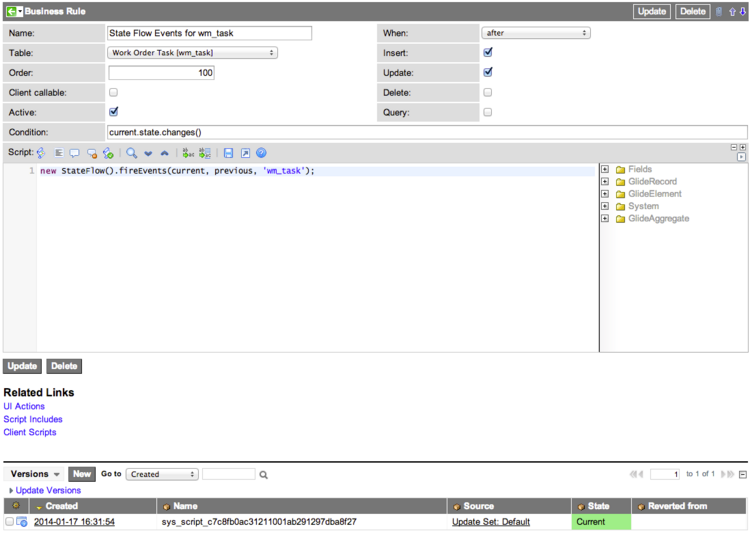 Business Rule Update Delete
Name: State Flow Events for wm_task When: after
Table: Work Order Task [wm_task] Insert:
Order: 100 Update:
Client callable: Delete:
Active: Query:
Condition: current.state.changes()
Script:
1 new StateFlow().fireEvents(current, previous, 'wm_task');
Fields
GlideRecord
GlideElement
System
GlideAggregate
Update Delete
Related Links
UI Actions
Script Includes
Client Scripts
Versions New Go to Created 1 to 1 of 1
Update Versions
Created Name Source State Reverted from
2014-01-17 16:31:54 sys_script_c7c8fb0ac31211001ab291297dba8f27 Update Set: Default Current